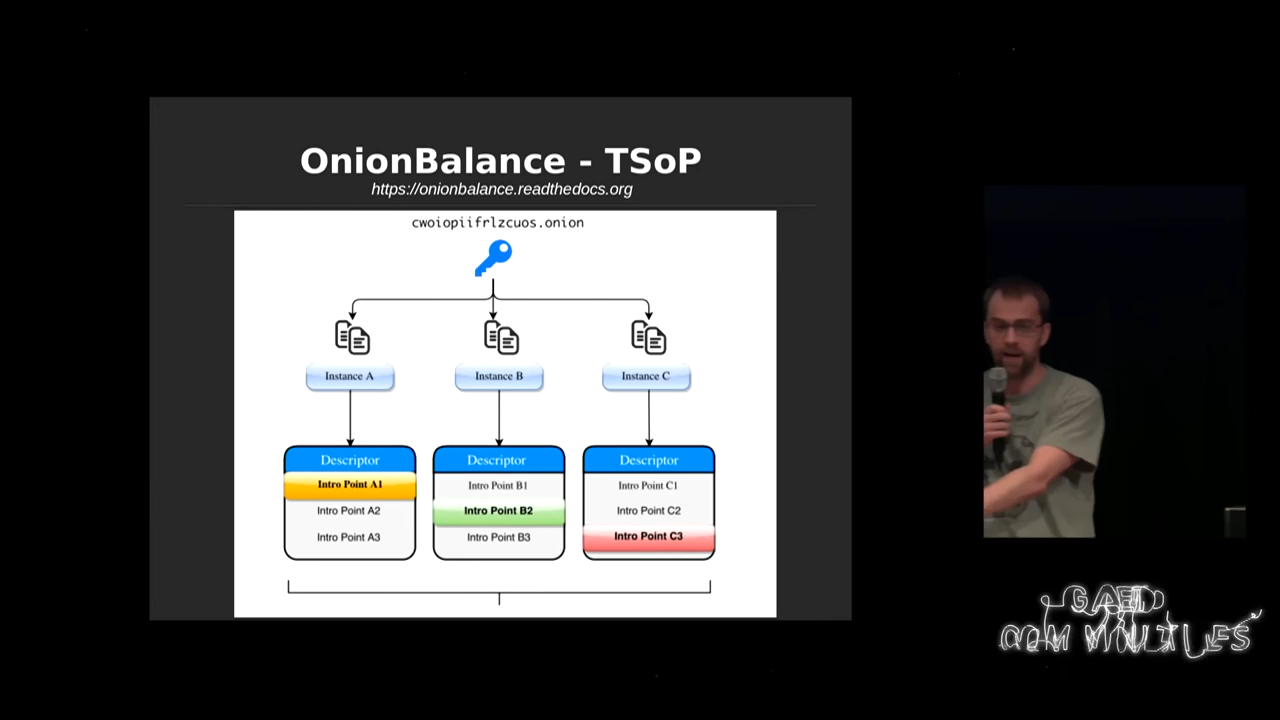 OnionBalance - TSoP
https://onionbalance.readthedocs.org
cwoiopiifrlzcuos.onion
Instance A
Instance B
Instance C
Descriptor
Intro Point A1
Intro Point A2
Intro Point A3
Descriptor
Intro Point B1
Intro Point B2
Intro Point B3
Descriptor
Intro Point C1
Intro Point C2
Intro Point C3